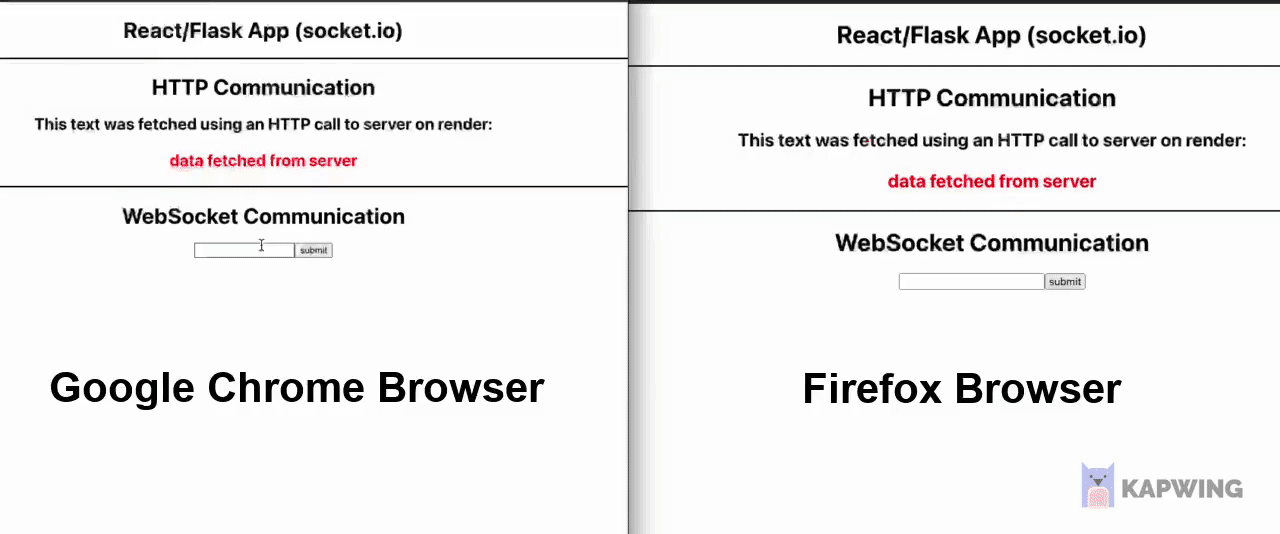 React/Flask App (socket.io)
HTTP Communication
This text was fetched using an HTTP call to server on render:
data fetched from server
WebSocket Communication
submit
Google Chrome Browser
React/Flask App (socket.io)
HTTP Communication
This text was fetched using an HTTP call to server on render:
data fetched from server
WebSocket Communication
submit
Firefox Browser
KAPWING